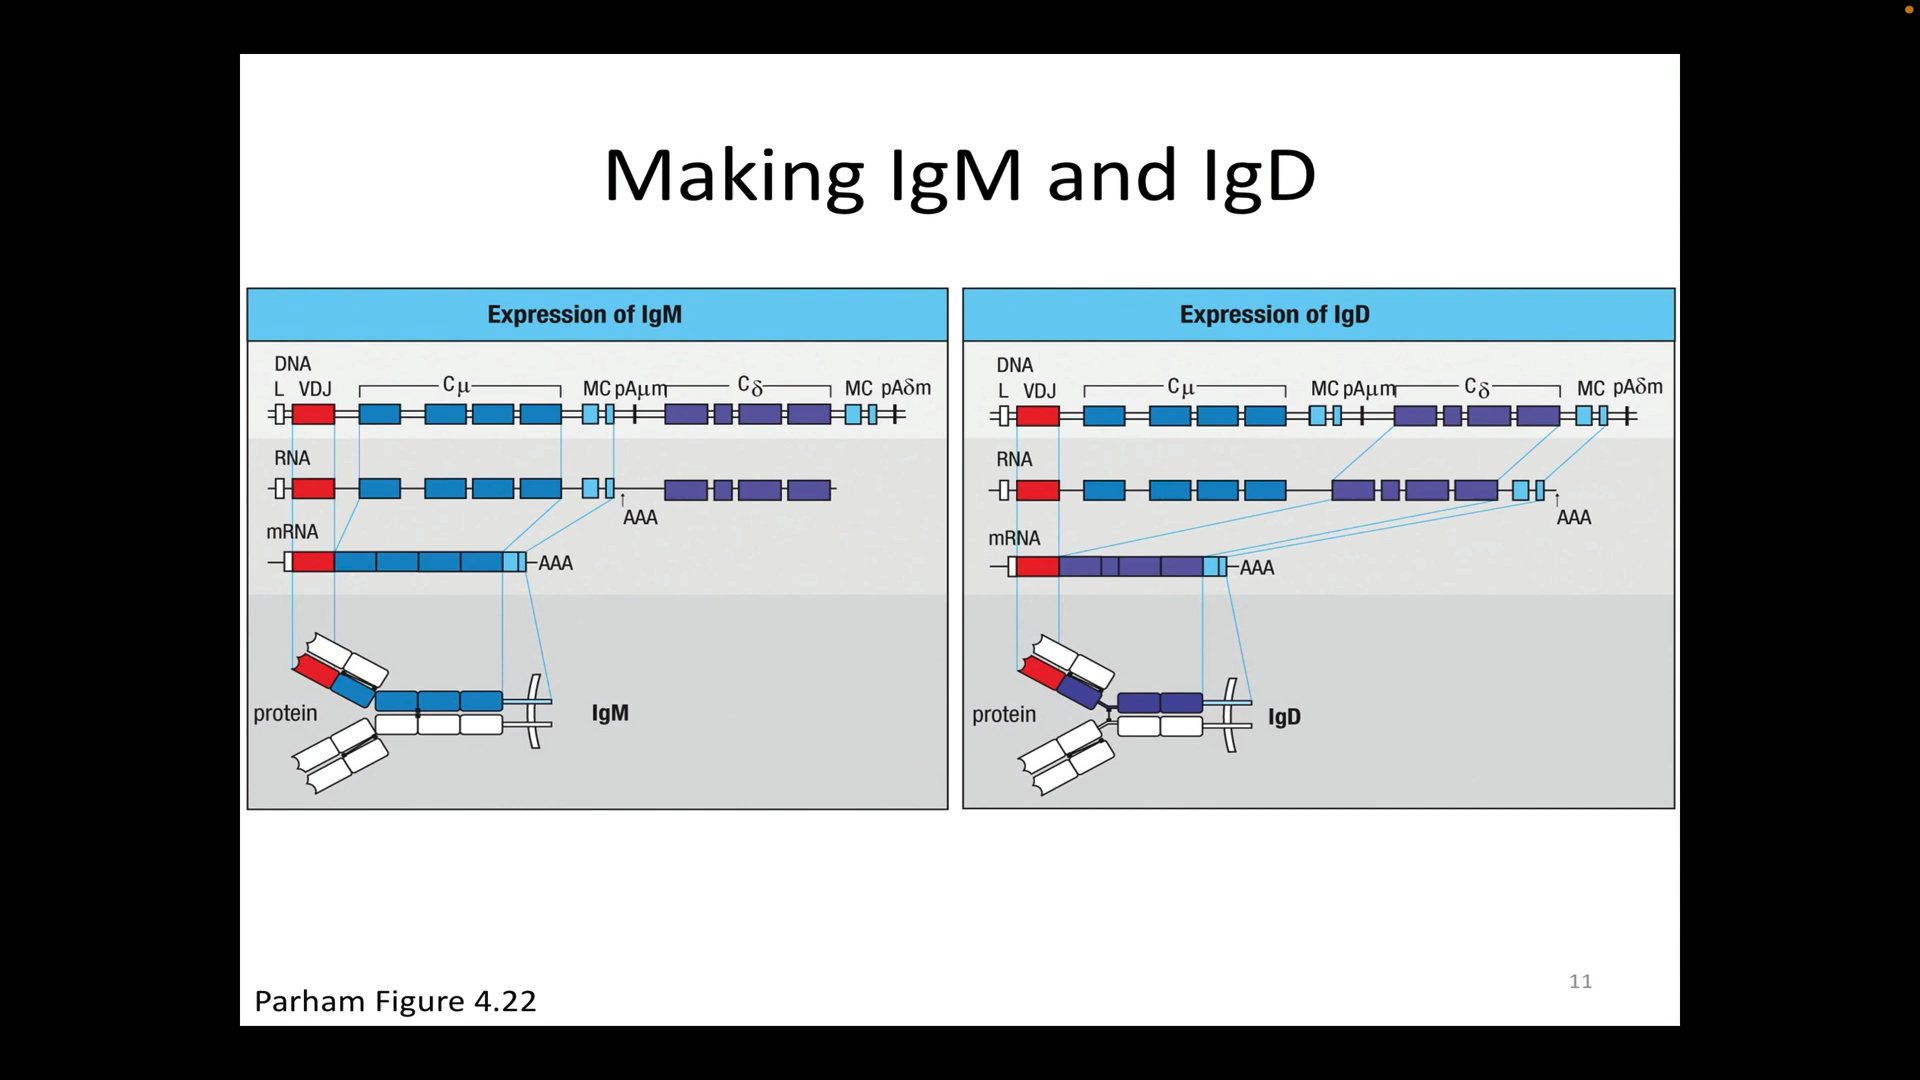 Making IgM and IgD
Expression of IgM
DNA
L VDJ Cμ MC pAμm Cδ MC pAδm
RNA
AAA
mRNA
AAA
protein
IgM
Expression of IgD
DNA
L VDJ Cμ MC pAμm Cδ MC pAδm
RNA
AAA
mRNA
AAA
protein
IgD
11
Parham Figure 4.22